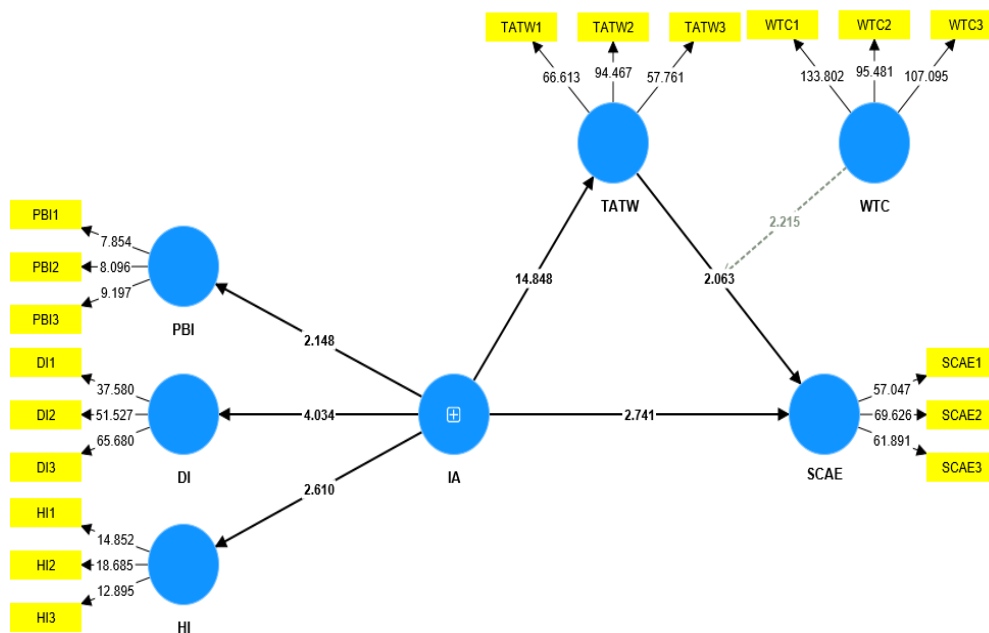 TATW1 TATW2 TATW3 WTC1 WTC2 WTC3
66.613 94.467 57.761 133.802 95.481 107.095
TATW WTC
PBI1
7.854
PBI2 8.096
9.197
PBI3
PBI
2.215
14.848 2.063
2.148
DI1
37.580
DI2 51.527
65.680
DI3
DI
4.034
IA
2.741
SCAE1
57.047
69.626 SCAE2
61.891
SCAE3
SCAE
2.610
HI1
14.852
HI2 18.685
12.895
HI3
HI